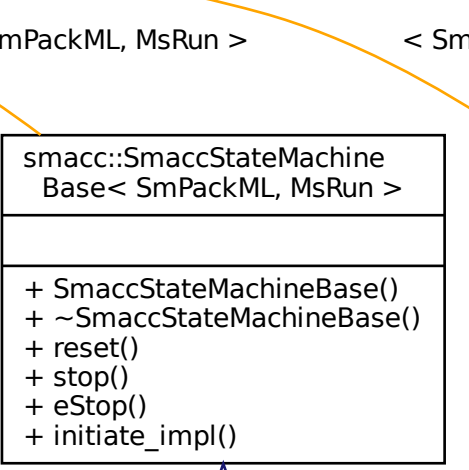 mPackML, MsRun > < Sm
smacc::SmaccStateMachine
Base< SmPackML, MsRun >
+ SmaccStateMachineBase()
+ ~SmaccStateMachineBase()
+ reset()
+ stop()
+ eStop()
+ initiate_impl()